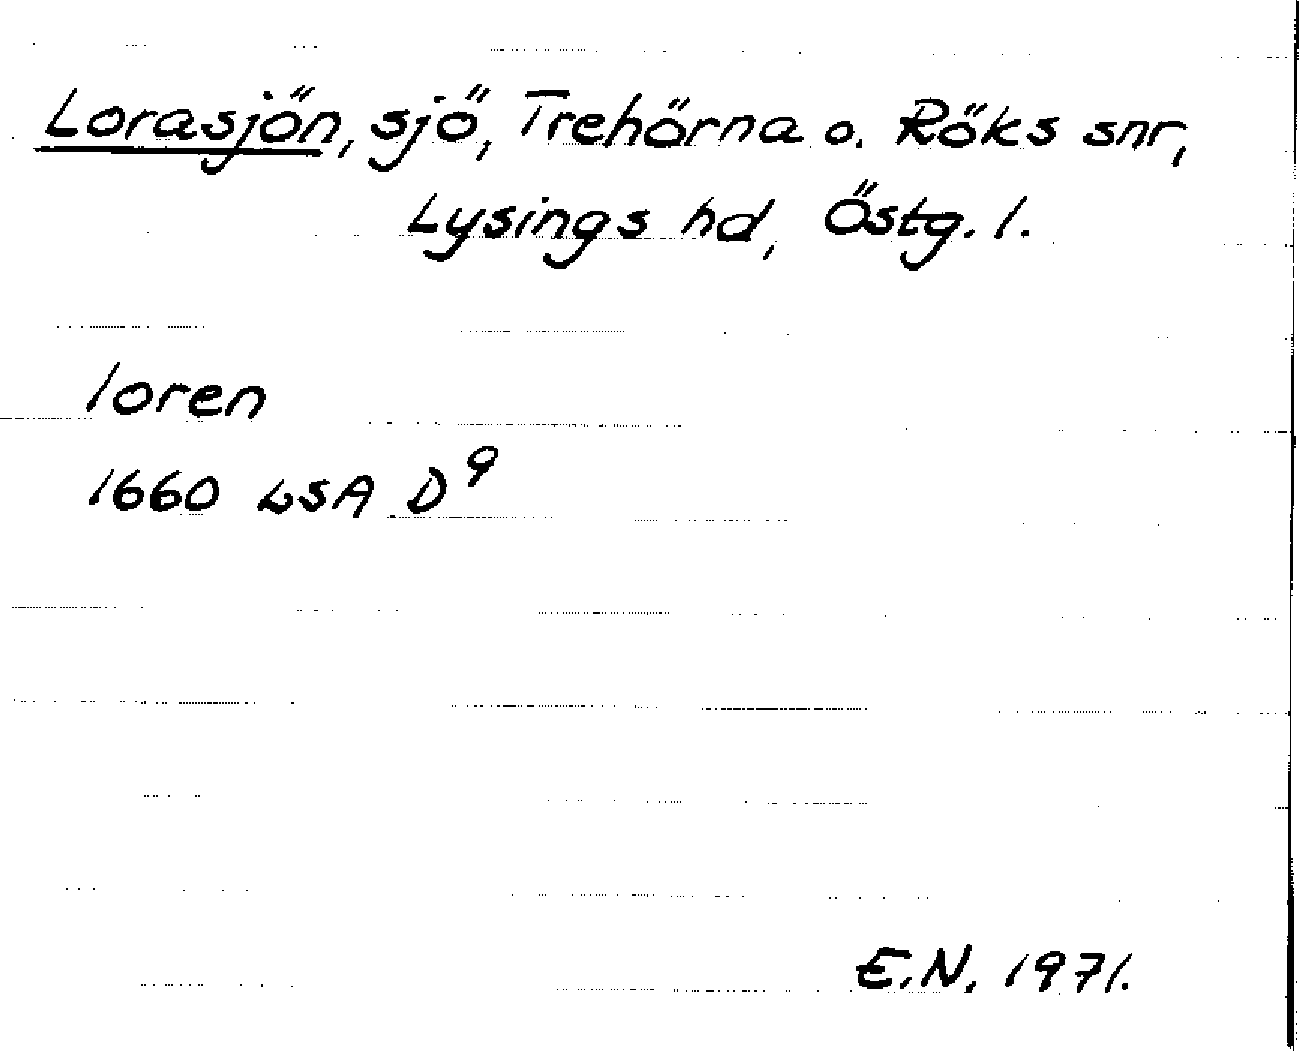 Lorasjön, sjö, Trehörna o. Röks snr,
Lysings hd, Östg. l.
loren
1660 LSA D⁹
E.N. 1971.